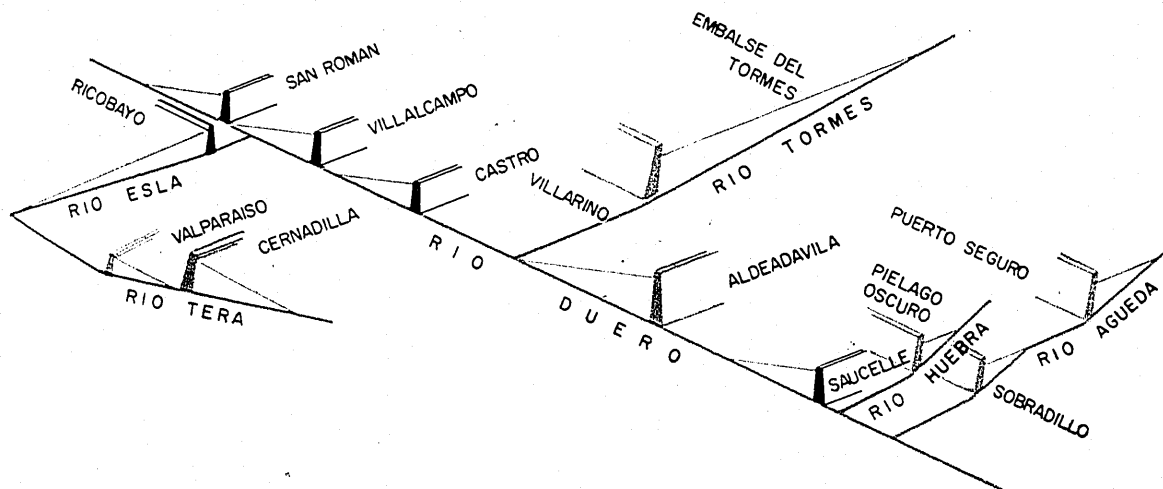 SAN ROMAN
RICOBAYO
VILLALCAMPO
CASTRO
EMBALSE DEL
TORMES
RIO TORMES
VILLARINO
RIO ESLA
VALPARAISO
CERNADILLA
RIO TERA
RIO DUERO
ALDEADAVILA
PUERTO SEGURO
PIELAGO
OSCURO
SAUCELLE
RIO HUEBRA
RIO AGUEDA
SOBRADILLO